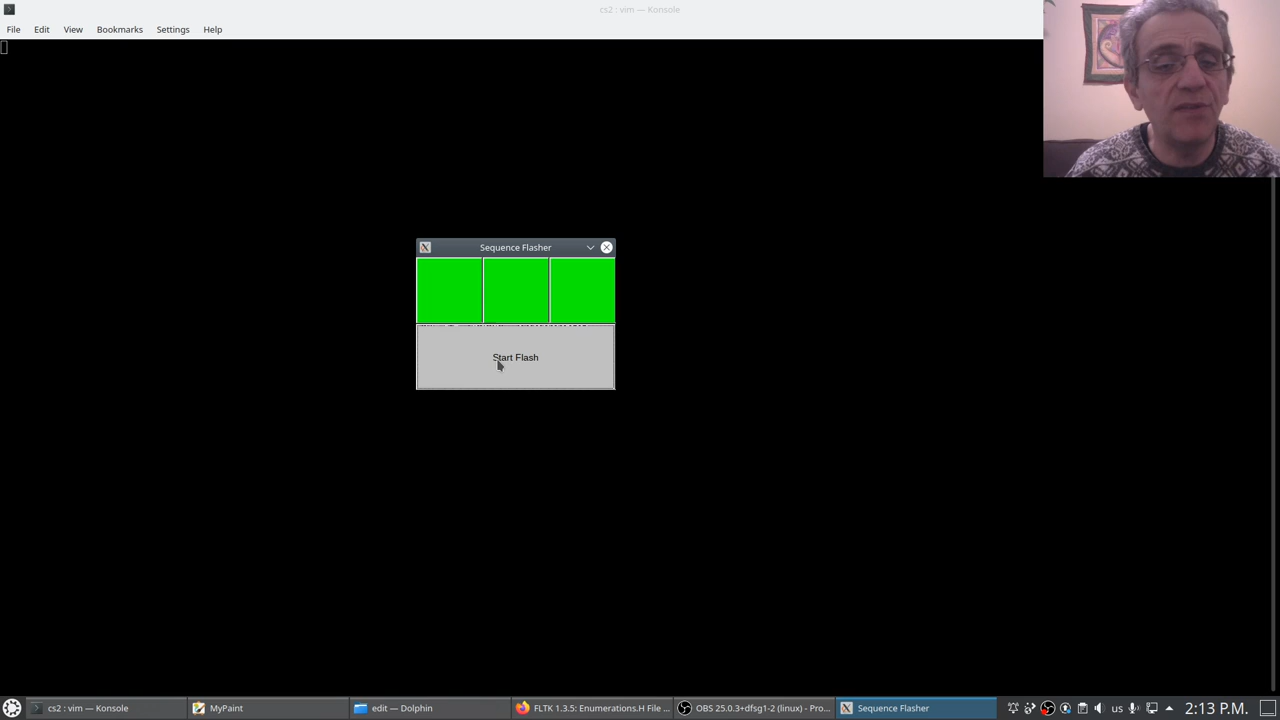 cs2 : vim — Konsole
File Edit View Bookmarks Settings Help
Sequence Flasher
Start Flash
cs2 : vim — Konsole
MyPaint
edit — Dolphin
FLTK 1.3.5: Enumerations.H File ...
OBS 25.0.3+dfsg1-2 (linux) - Pro...
Sequence Flasher
us
2:13 P.M.